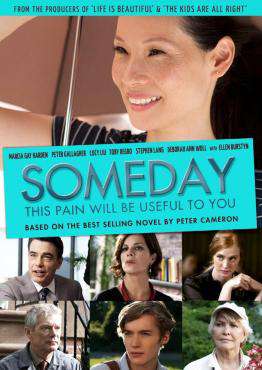 FROM THE PRODUCERS OF "LIFE IS BEAUTIFUL" & "THE KIDS ARE ALL RIGHT"
MARCIA GAY HARDEN PETER GALLAGHER LUCY LIU TOBY REGBO STEPHEN LANG DEBORAH ANN WOLL WITH ELLEN BURSTYN
SOMEDAY
THIS PAIN WILL BE USEFUL TO YOU
BASED ON THE BEST SELLING NOVEL BY PETER CAMERON